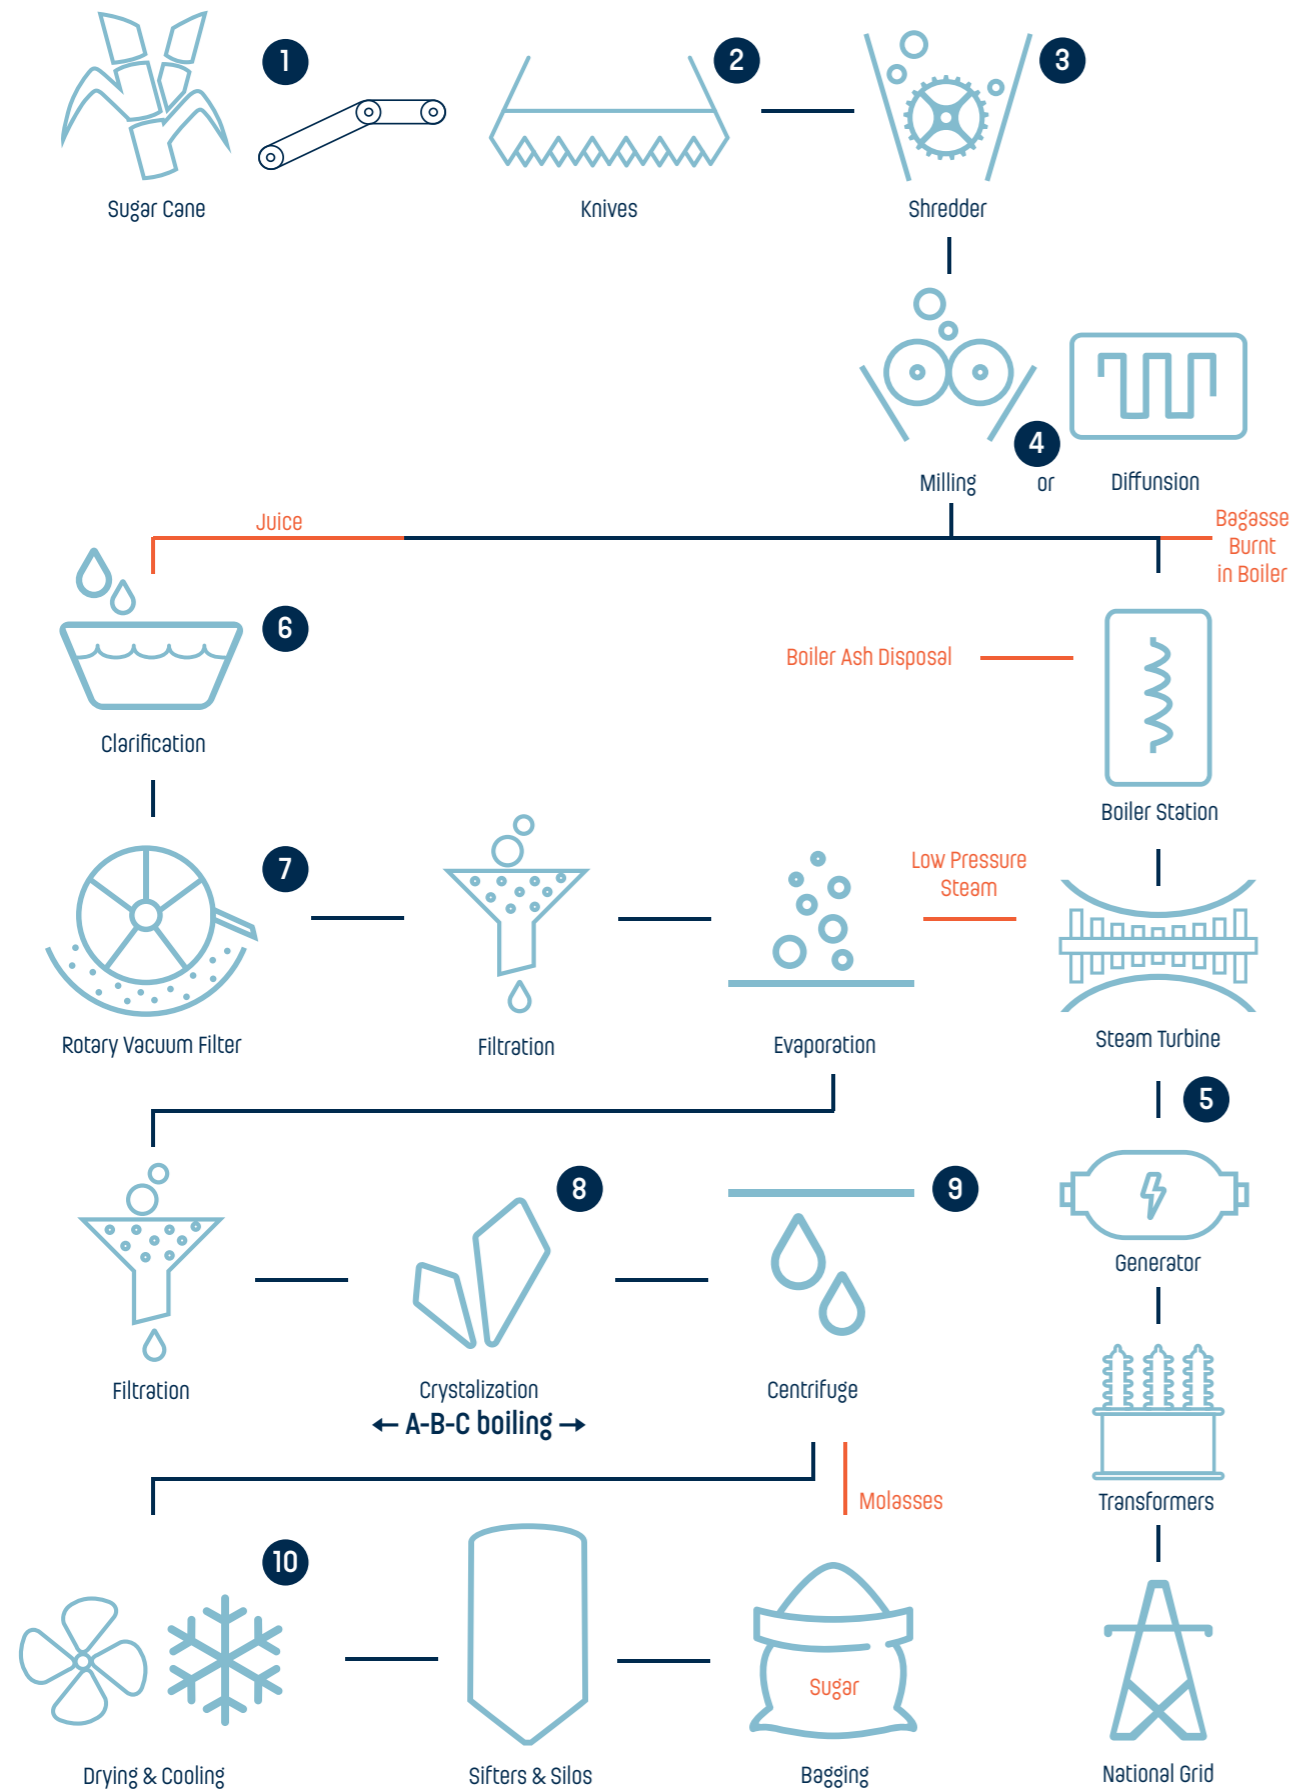 1
2
3
Sugar Cane
Knives
Shredder
4
Milling
or
Diffunsion
Juice
Bagasse
Burnt
in Boiler
6
Boiler Ash Disposal
Clarification
Boiler Station
7
Low Pressure
Steam
Rotary Vacuum Filter
Filtration
Evaporation
Steam Turbine
5
8
9
Generator
Filtration
Crystalization
← A-B-C boiling →
Centrifuge
Molasses
Transformers
10
Sugar
Drying & Cooling
Sifters & Silos
Bagging
National Grid